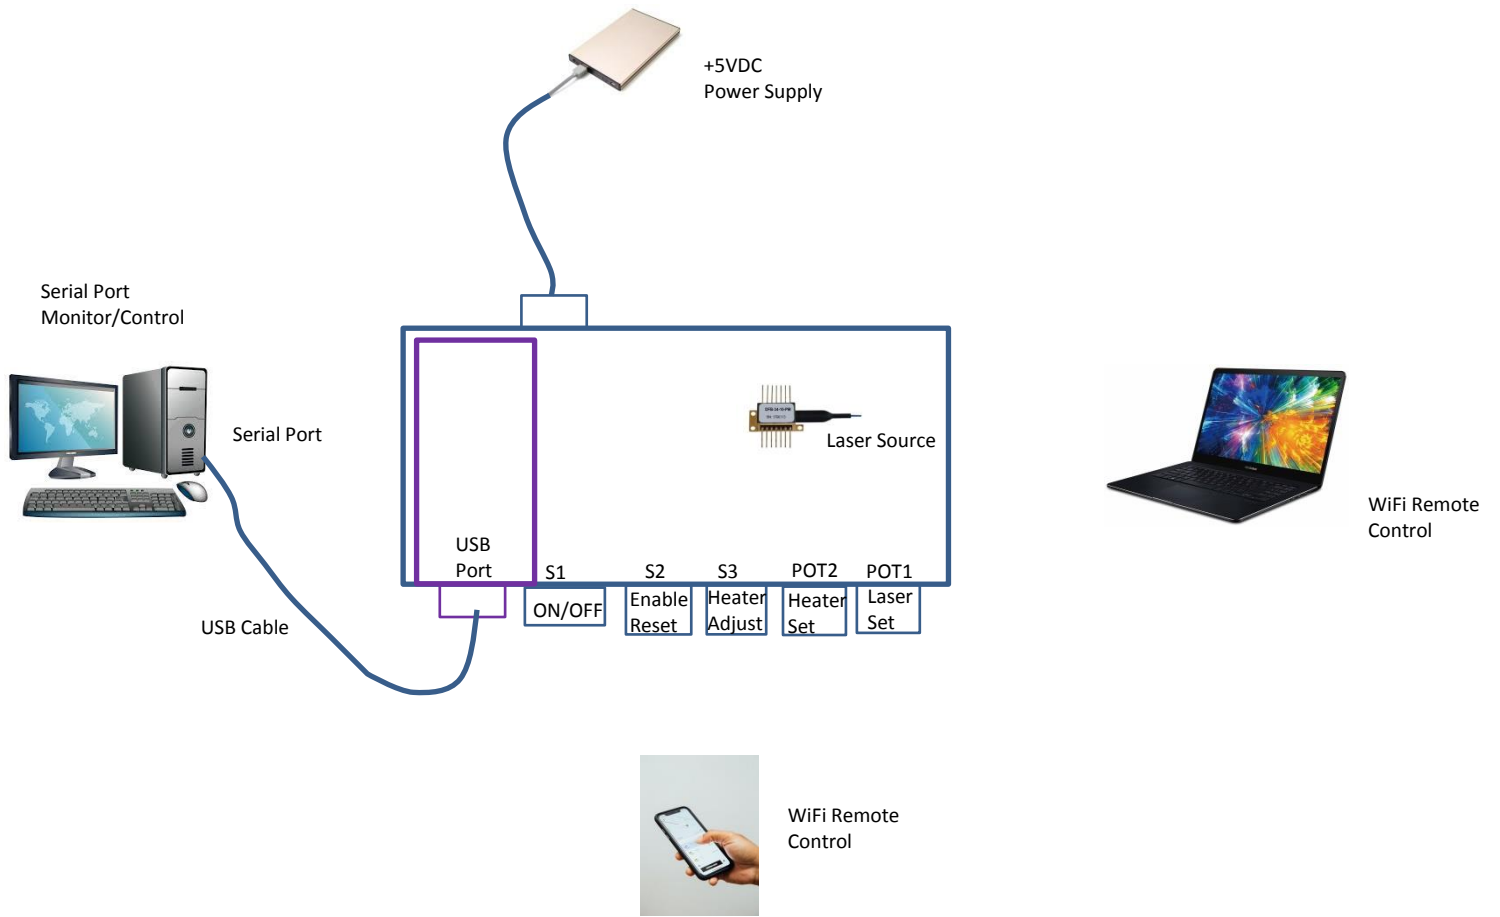 +5VDC
Power Supply
Serial Port
Monitor/Control
Serial Port
Laser Source
WiFi Remote
Control
USB
Port
S1
S2
S3
POT2
POT1
ON/OFF
Enable
Reset
Heater
Adjust
Heater
Set
Laser
Set
USB Cable
WiFi Remote
Control